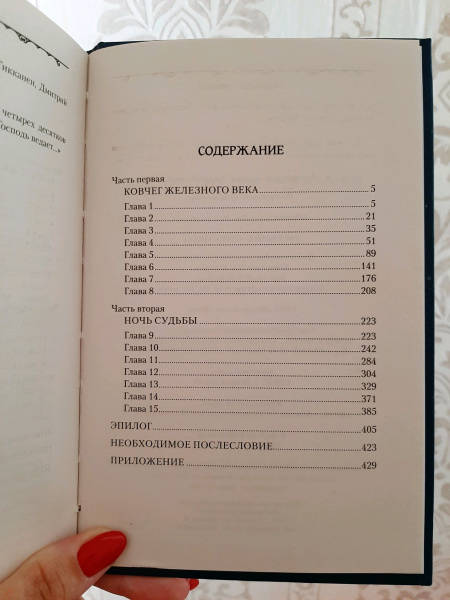 Тикканен, Дмитрий
четырех десятков
Господь ведает..»
СОДЕРЖАНИЕ
Часть первая
КОВЧЕГ ЖЕЛЕЗНОГО ВЕКА 5
Глава 1 5
Глава 2 21
Глава 3 35
Глава 4 51
Глава 5 89
Глава 6 141
Глава 7 176
Глава 8 208
Часть вторая
НОЧЬ СУДЬБЫ 223
Глава 9 223
Глава 10 242
Глава 11 284
Глава 12 304
Глава 13 329
Глава 14 371
Глава 15 385
ЭПИЛОГ 405
НЕОБХОДИМОЕ ПОСЛЕСЛОВИЕ 423
ПРИЛОЖЕНИЕ 429